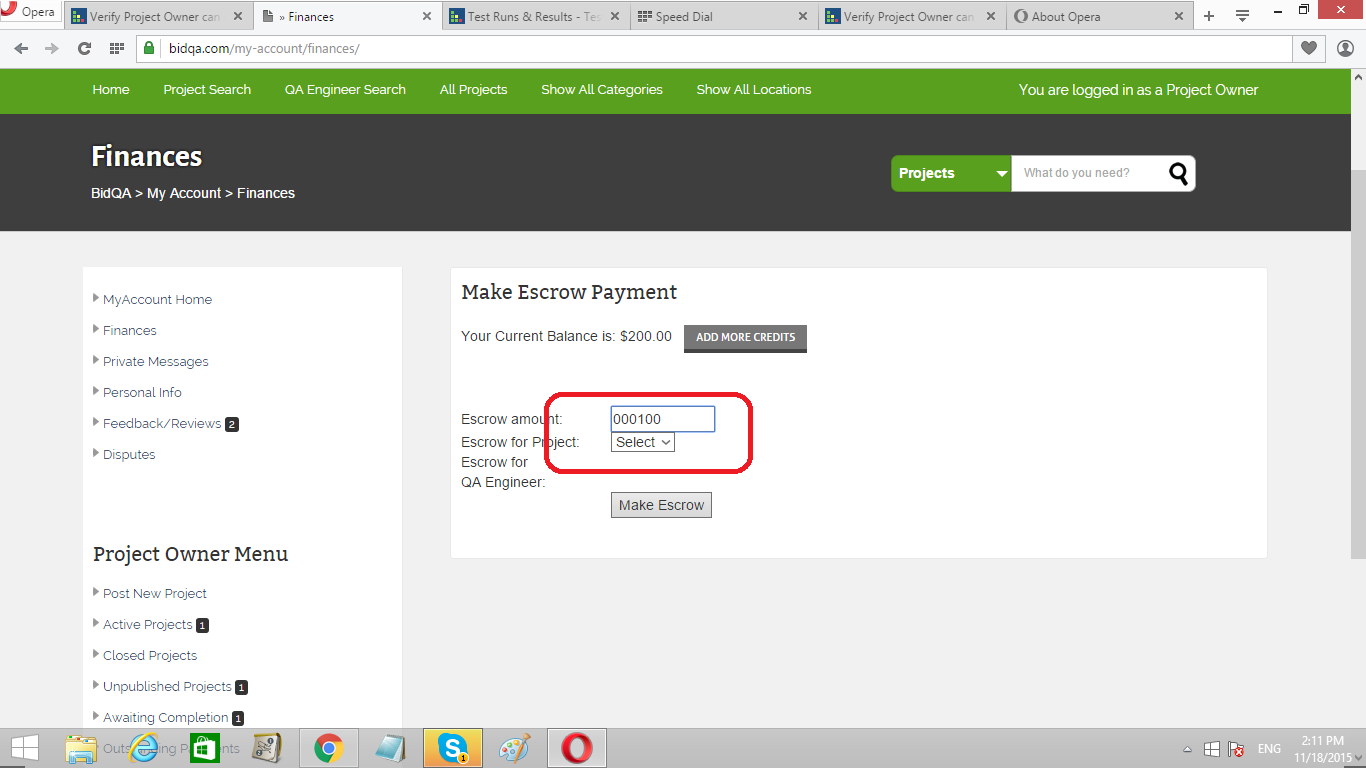 Opera
Verify Project Owner can
» Finances
Test Runs & Results - Tes
Speed Dial
Verify Project Owner can
About Opera
bidqa.com/my-account/finances/
Home
Project Search
QA Engineer Search
All Projects
Show All Categories
Show All Locations
You are logged in as a Project Owner
Finances
BidQA > My Account > Finances
Projects
What do you need?
MyAccount Home
Finances
Private Messages
Personal Info
Feedback/Reviews 2
Disputes
Project Owner Menu
Post New Project
Active Projects 1
Closed Projects
Unpublished Projects 1
Awaiting Completion 1
Outstanding Payments
Make Escrow Payment
Your Current Balance is: $200.00
ADD MORE CREDITS
Escrow amount:
000100
Escrow for Project:
Select
Escrow for
QA Engineer:
Make Escrow
1
ENG
2:11 PM
11/18/2015